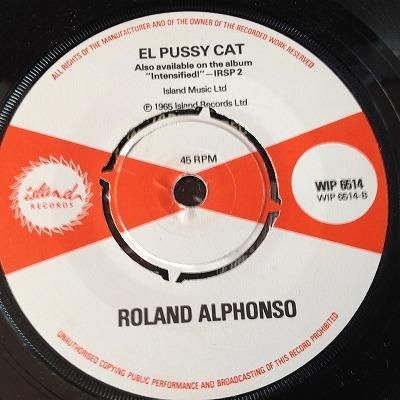 ALL RIGHTS OF THE MANUFACTURER AND OF THE OWNER OF THE RECORDED WORK RESERVED
EL PUSSY CAT
Also available on the album
"Intensified!"—IRSP 2
Island Music Ltd
℗ 1965 Island Records Ltd
45 RPM
island
RECORDS
WIP 6514
WIP 6514-B
ROLAND ALPHONSO
UNAUTHORISED COPYING PUBLIC PERFORMANCE AND BROADCASTING OF THIS RECORD PROHIBITED